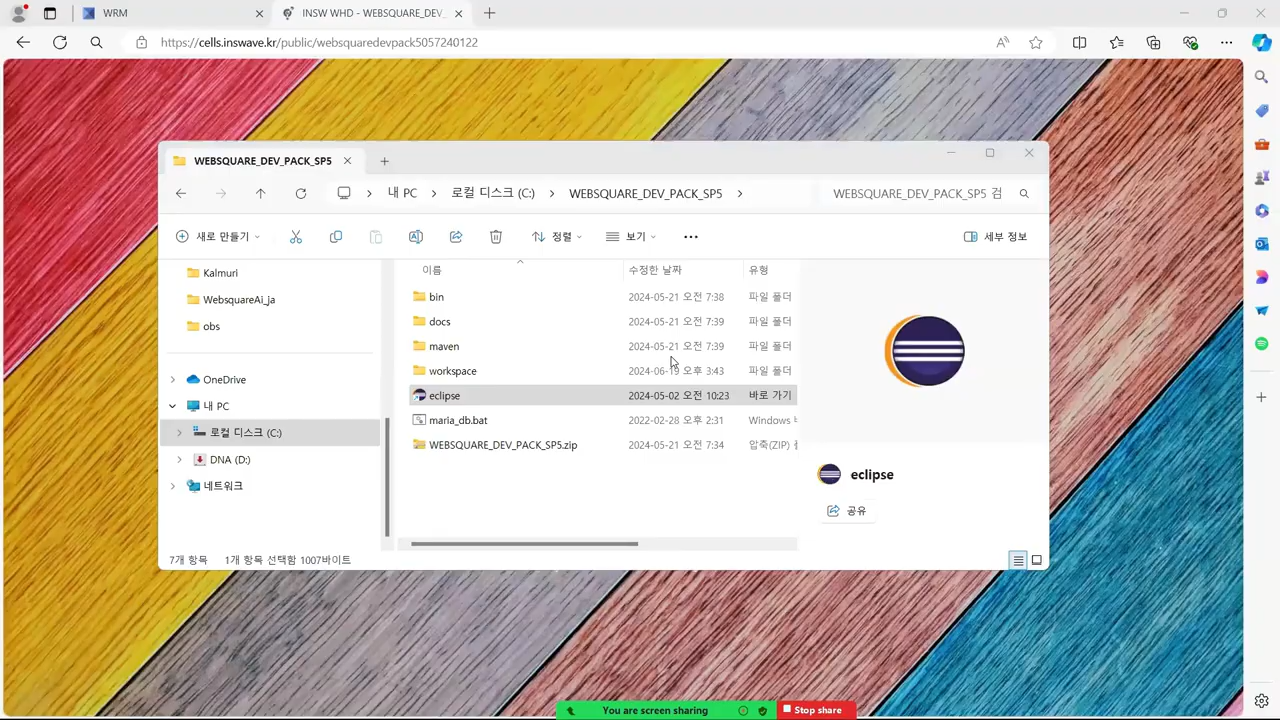 WRM
INSW WHD - WEBSQUARE_DEV_
https://cells.inswave.kr/public/websquaredevpack5057240122
WEBSQUARE_DEV_PACK_SP5
내 PC
로컬 디스크 (C:)
WEBSQUARE_DEV_PACK_SP5
WEBSQUARE_DEV_PACK_SP5 검
새로 만들기
정렬
보기
세부 정보
Kalmuri
WebsquareAi_ja
obs
OneDrive
내 PC
로컬 디스크 (C:)
DNA (D:)
네트워크
이름 수정한 날짜 유형
bin 2024-05-21 오전 7:38 파일 폴더
docs 2024-05-21 오전 7:39 파일 폴더
maven 2024-05-21 오전 7:39 파일 폴더
workspace 오후 3:43 파일 폴더
eclipse 2024-05-02 오전 10:23 바로 가기
maria_db.bat 2022-02-28 오후 2:31 Windows
WEBSQUARE_DEV_PACK_SP5.zip 2024-05-21 오전 7:34 압축(ZIP)
eclipse
공유
7개 항목 1개 항목 선택함 1007바이트
You are screen sharing
Stop share